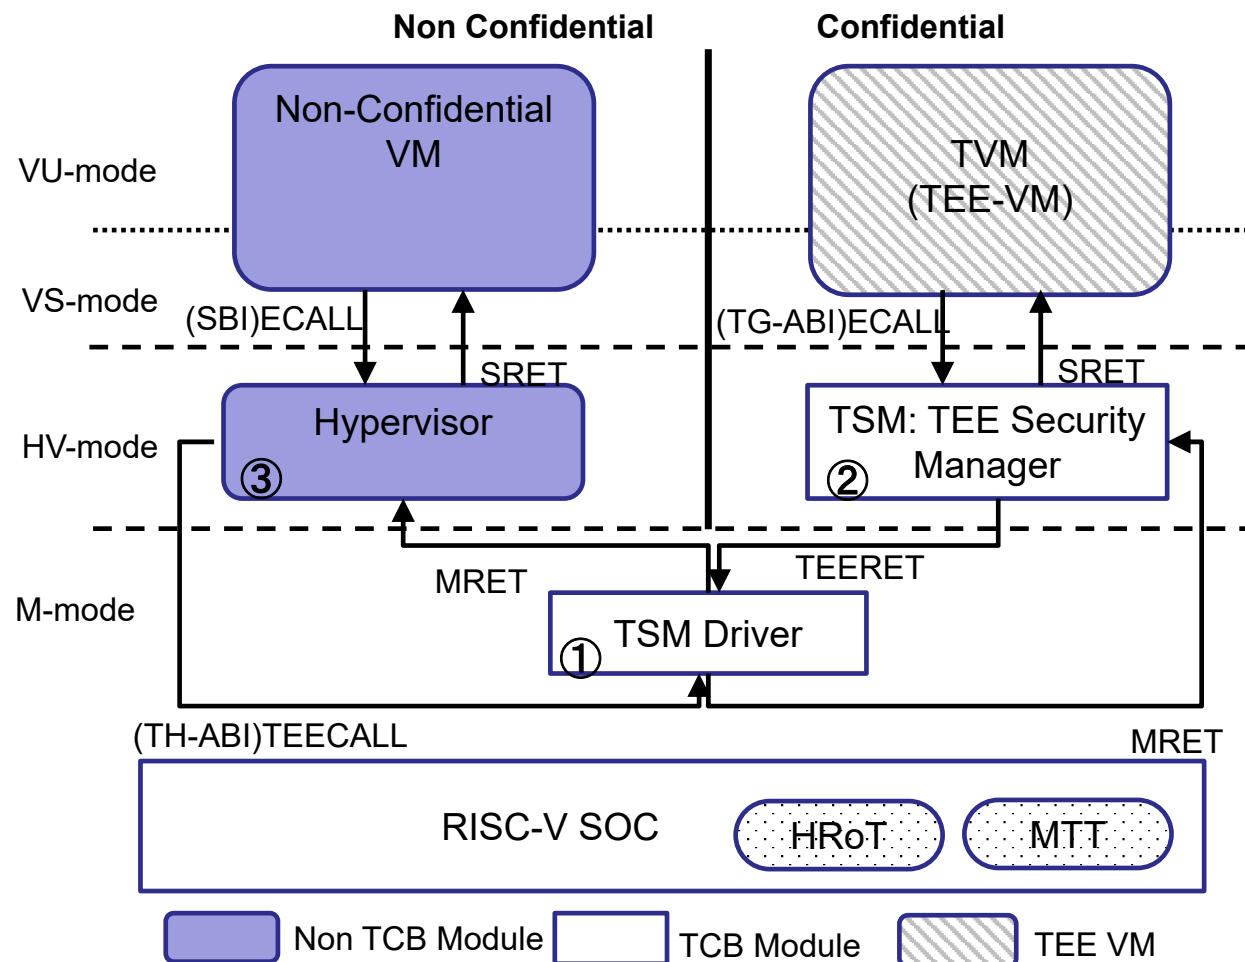 Non Confidential
Confidential
Non-Confidential
VM
TVM
(TEE-VM)
VU-mode
VS-mode
(SBI)ECALL
(TG-ABI)ECALL
SRET
SRET
Hypervisor
③
TSM: TEE Security
Manager
②
HV-mode
MRET
TEERET
M-mode
TSM Driver
①
(TH-ABI)TEECALL
MRET
RISC-V SOC
HRoT
MTT
Non TCB Module
TCB Module
TEE VM